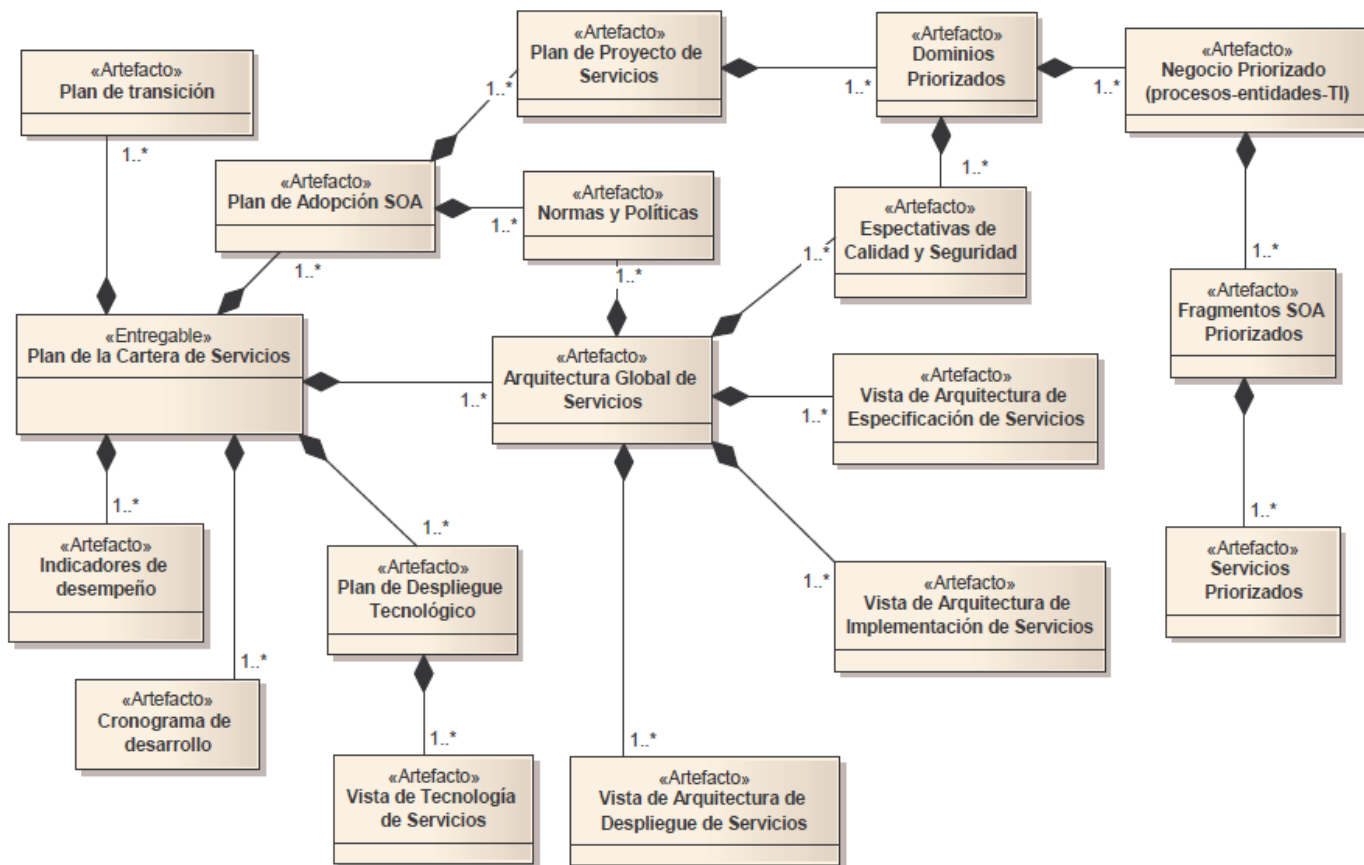 «Artefacto»
Plan de transición
1..*
«Artefacto»
Plan de Proyecto de
Servicios
1..*
1..*
«Artefacto»
Dominios
Priorizados
1..*
1..*
«Artefacto»
Negocio Priorizado
(procesos-entidades-TI)
1..*
«Artefacto»
Plan de Adopción SOA
1..*
1..*
«Artefacto»
Normas y Políticas
1..*
«Artefacto»
Espectativas de
Calidad y Seguridad
1..*
«Artefacto»
Fragmentos SOA
Priorizados
1..*
«Entregable»
Plan de la Cartera de Servicios
1..*
«Artefacto»
Arquitectura Global de
Servicios
1..*
«Artefacto»
Vista de Arquitectura de
Especificación de Servicios
1..*
«Artefacto»
Indicadores de
desempeño
1..*
«Artefacto»
Plan de Despliegue
Tecnológico
1..*
«Artefacto»
Vista de Arquitectura de
Implementación de Servicios
«Artefacto»
Servicios
Priorizados
1..*
«Artefacto»
Cronograma de
desarrollo
1..*
«Artefacto»
Vista de Tecnología
de Servicios
1..*
«Artefacto»
Vista de Arquitectura de
Despliegue de Servicios